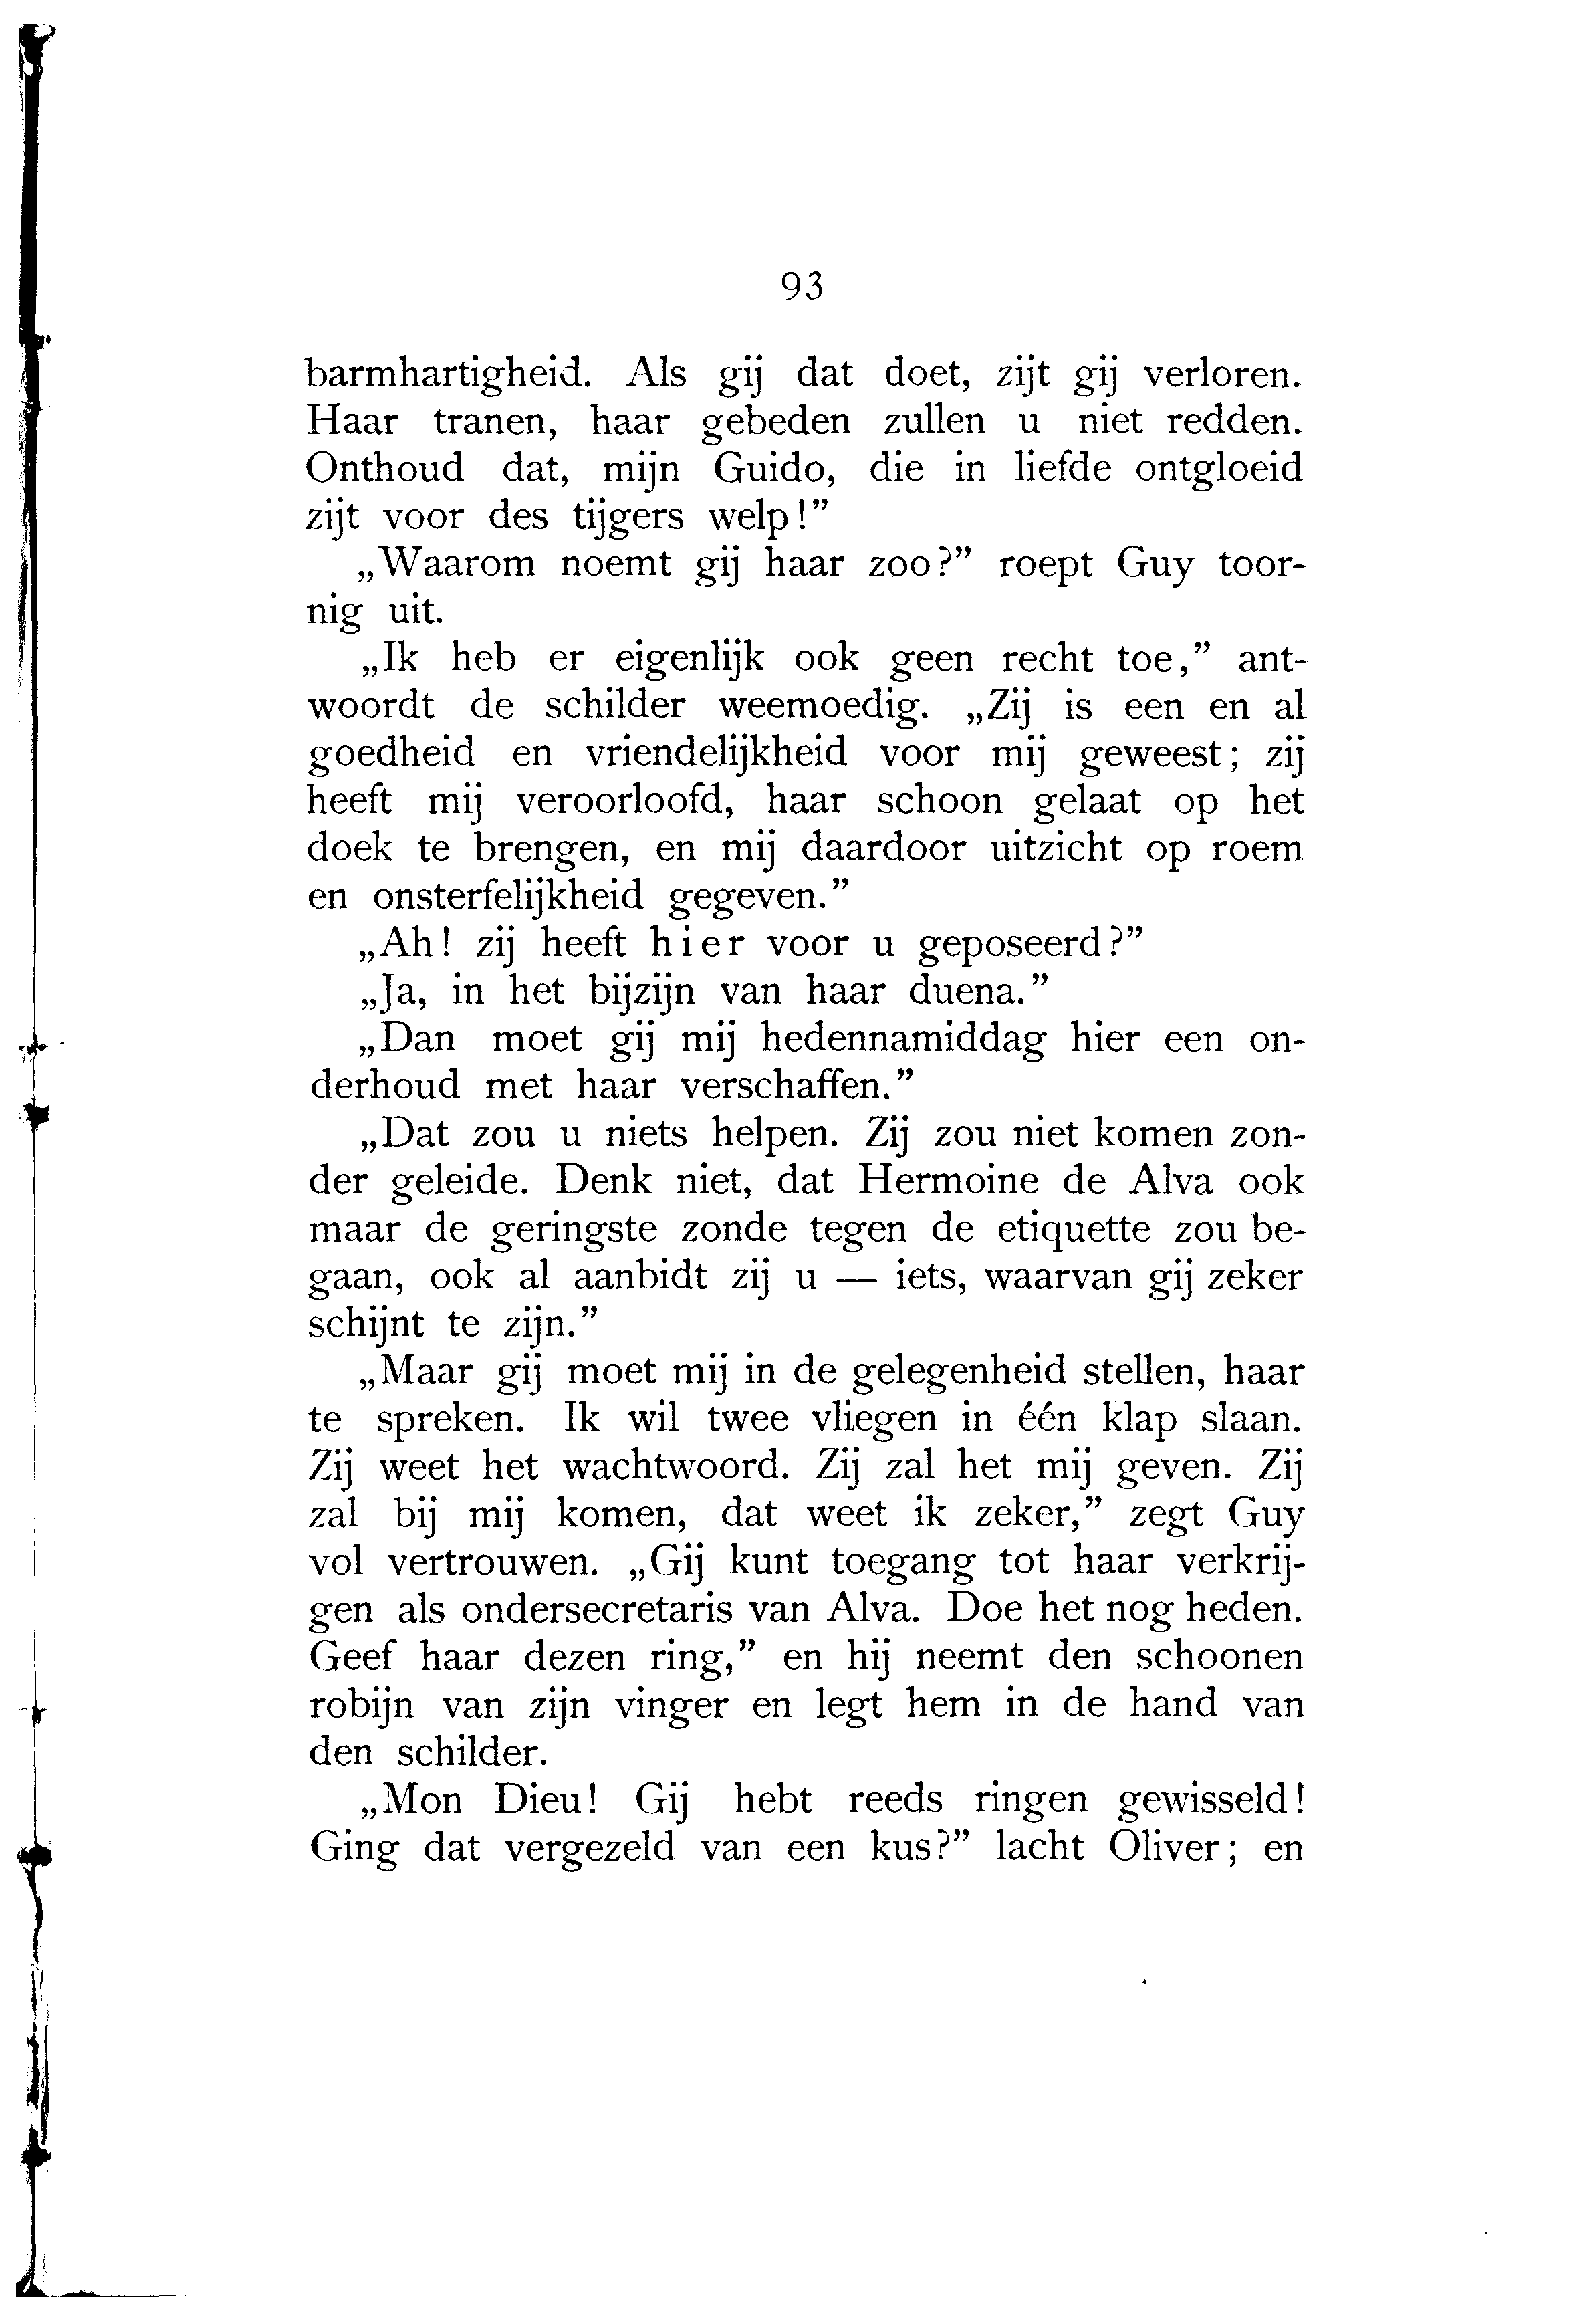 93
barmhartigheid. Als gij dat doet, zijt gij verloren.
Haar tranen, haar gebeden zullen u niet redden.
Onthoud dat, mijn Guido, die in liefde ontgloeid
zijt voor des tijgers welp!”
„Waarom noemt gij haar zoo?” roept Guy toor-
nig uit.
„Ik heb er eigenlijk ook geen recht toe,” ant-
woordt de schilder weemoedig. „Zij is een en al
goedheid en vriendelijkheid voor mij geweest; zij
heeft mij veroorloofd, haar schoon gelaat op het
doek te brengen, en mij daardoor uitzicht op roem
en onsterfelijkheid gegeven.”
„Ah! zij heeft hier voor u geposeerd?”
„Ja, in het bijzijn van haar duena.”
„Dan moet gij mij hedennamiddag hier een on-
derhoud met haar verschaffen.”
„Dat zou u niets helpen. Zij zou niet komen zon-
der geleide. Denk niet, dat Hermoine de Alva ook
maar de geringste zonde tegen de etiquette zou be-
gaan, ook al aanbidt zij u — iets, waarvan gij zeker
schijnt te zijn.”
„Maar gij moet mij in de gelegenheid stellen, haar
te spreken. Ik wil twee vliegen in één klap slaan.
Zij weet het wachtwoord. Zij zal het mij geven. Zij
zal bij mij komen, dat weet ik zeker,” zegt Guy
vol vertrouwen. „Gij kunt toegang tot haar verkrij-
gen als ondersecretaris van Alva. Doe het nog heden.
Geef haar dezen ring,” en hij neemt den schoonen
robijn van zijn vinger en legt hem in de hand van
den schilder.
„Mon Dieu! Gij hebt reeds ringen gewisseld!
Ging dat vergezeld van een kus?” lacht Oliver; en